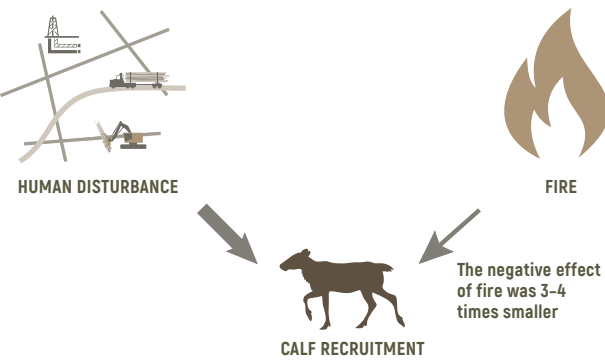 HUMAN DISTURBANCE
FIRE
The negative effect
of fire was 3–4
times smaller
CALF RECRUITMENT